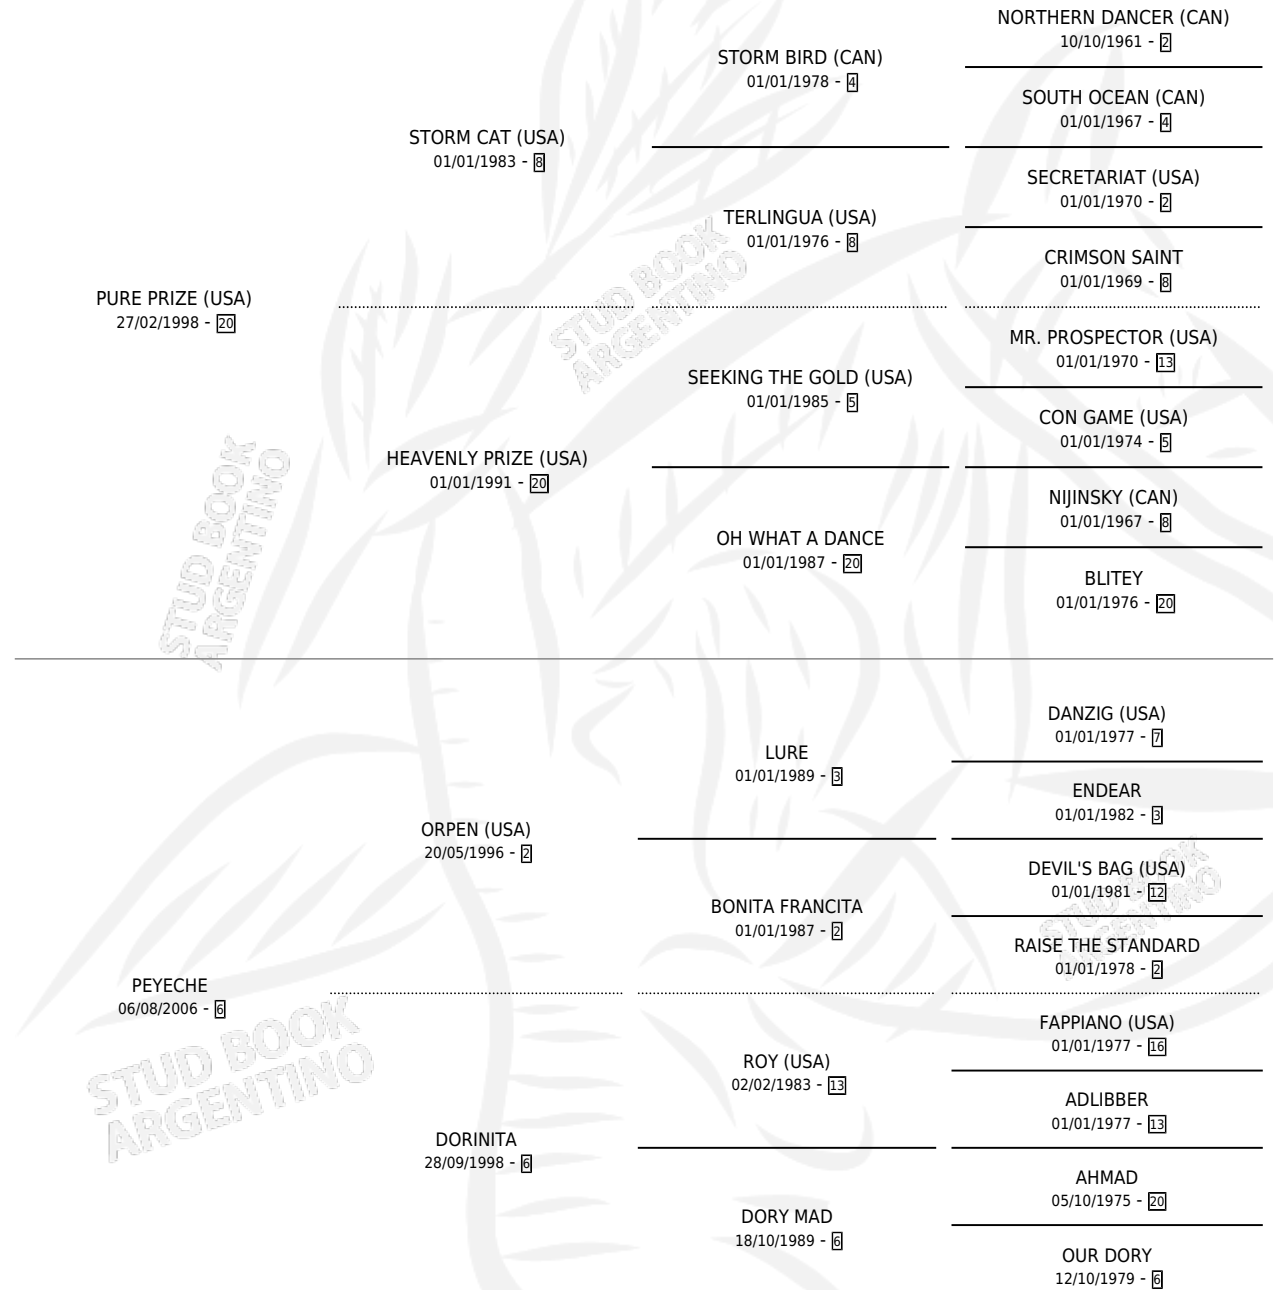 NORTHERN DANCER (CAN)
10/10/1961 - 2
STORM BIRD (CAN)
01/01/1978 - 4
SOUTH OCEAN (CAN)
01/01/1967 - 4
STORM CAT (USA)
01/01/1983 - 8
SECRETARIAT (USA)
01/01/1970 - 2
TERLINGUA (USA)
01/01/1976 - 8
CRIMSON SAINT
01/01/1969 - 8
PURE PRIZE (USA)
27/02/1998 - 20
MR. PROSPECTOR (USA)
01/01/1970 - 13
SEEKING THE GOLD (USA)
01/01/1985 - 5
CON GAME (USA)
01/01/1974 - 5
HEAVENLY PRIZE (USA)
01/01/1991 - 20
NIJINSKY (CAN)
01/01/1967 - 8
OH WHAT A DANCE
01/01/1987 - 20
BLITEY
01/01/1976 - 20
DANZIG (USA)
01/01/1977 - 7
LURE
01/01/1989 - 3
ENDEAR
01/01/1982 - 3
ORPEN (USA)
20/05/1996 - 2
DEVIL'S BAG (USA)
01/01/1981 - 12
BONITA FRANCITA
01/01/1987 - 2
RAISE THE STANDARD
01/01/1978 - 2
PEYECHE
06/08/2006 - 6
FAPPIANO (USA)
01/01/1977 - 16
ROY (USA)
02/02/1983 - 13
ADLIBBER
01/01/1977 - 13
DORINITA
28/09/1998 - 6
AHMAD
05/10/1975 - 20
DORY MAD
18/10/1989 - 6
OUR DORY
12/10/1979 - 6
STUD BOOK
ARGENTINO
STUD BOOK
ARGENTINO
STUD BOOK
ARGENTINO
STUD BOOK
ARGENTINO